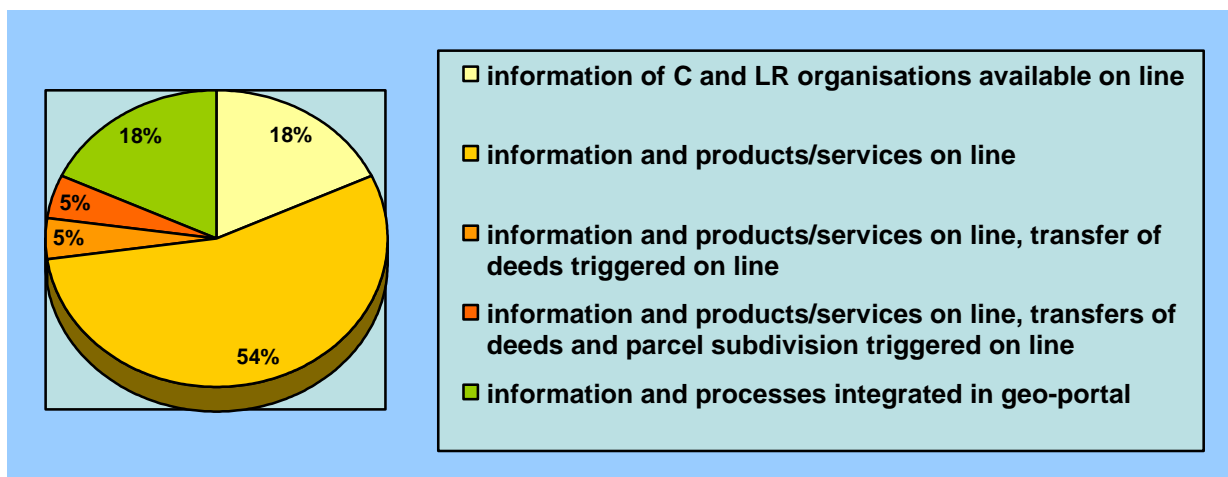 18%
18%
5%
5%
54%
information of C and LR organisations available on line
information and products/services on line
information and products/services on line, transfer of
deeds triggered on line
information and products/services on line, transfers of
deeds and parcel subdivision triggered on line
information and processes integrated in geo-portal